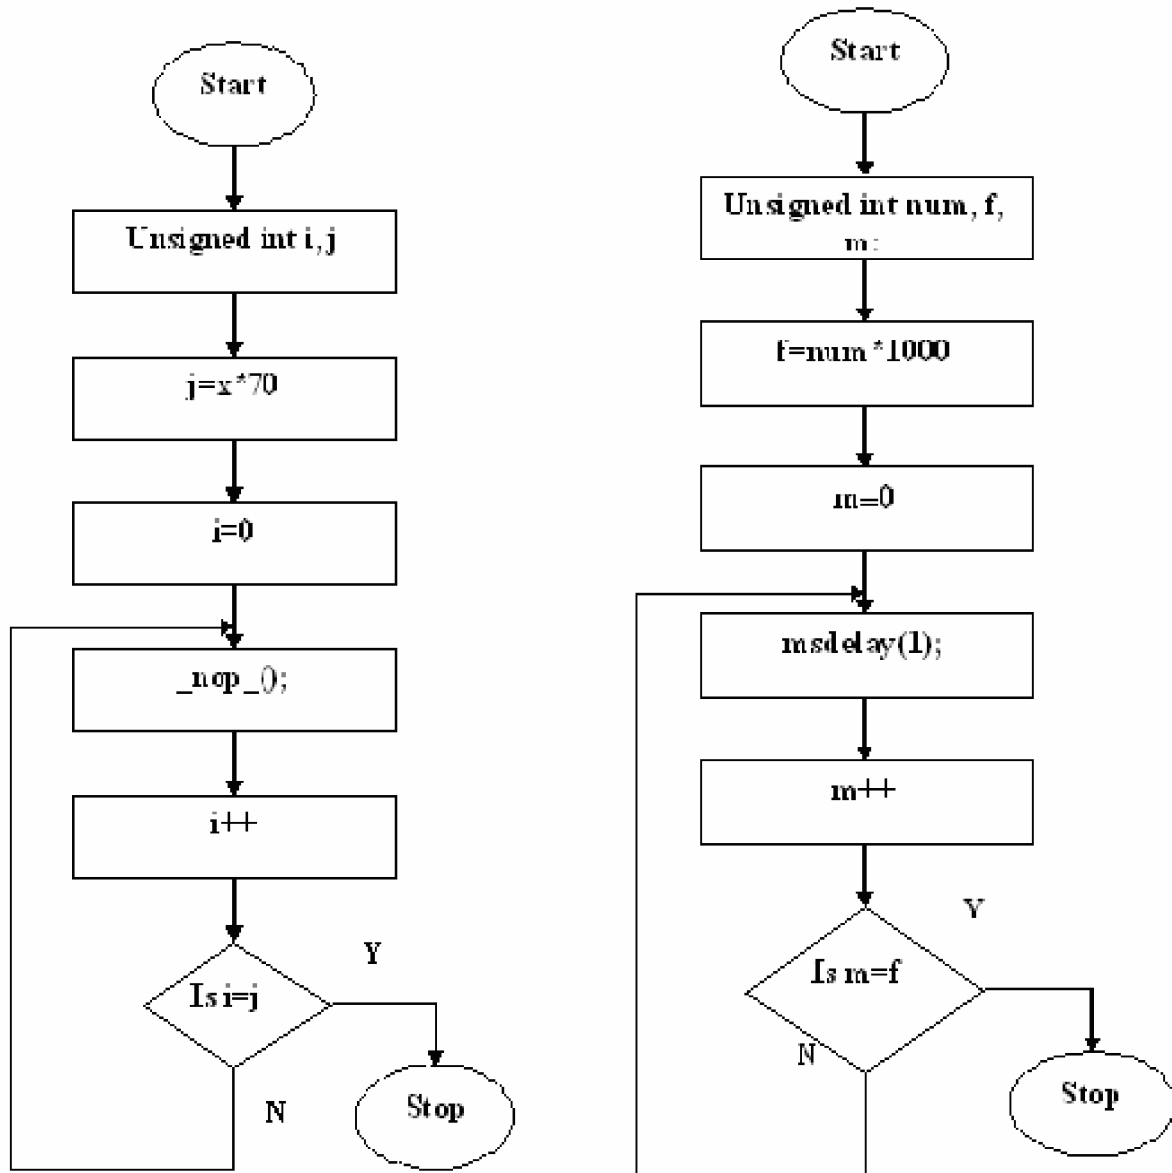 Start
Unsigned int i, j
j=x*70
i=0
_nop_();
i++
Is i=j
Y
N
Stop
Start
Unsigned int num, f,
m;
f=num*1000
m=0
msdelay(1);
m++
Is m=f
Y
N
Stop